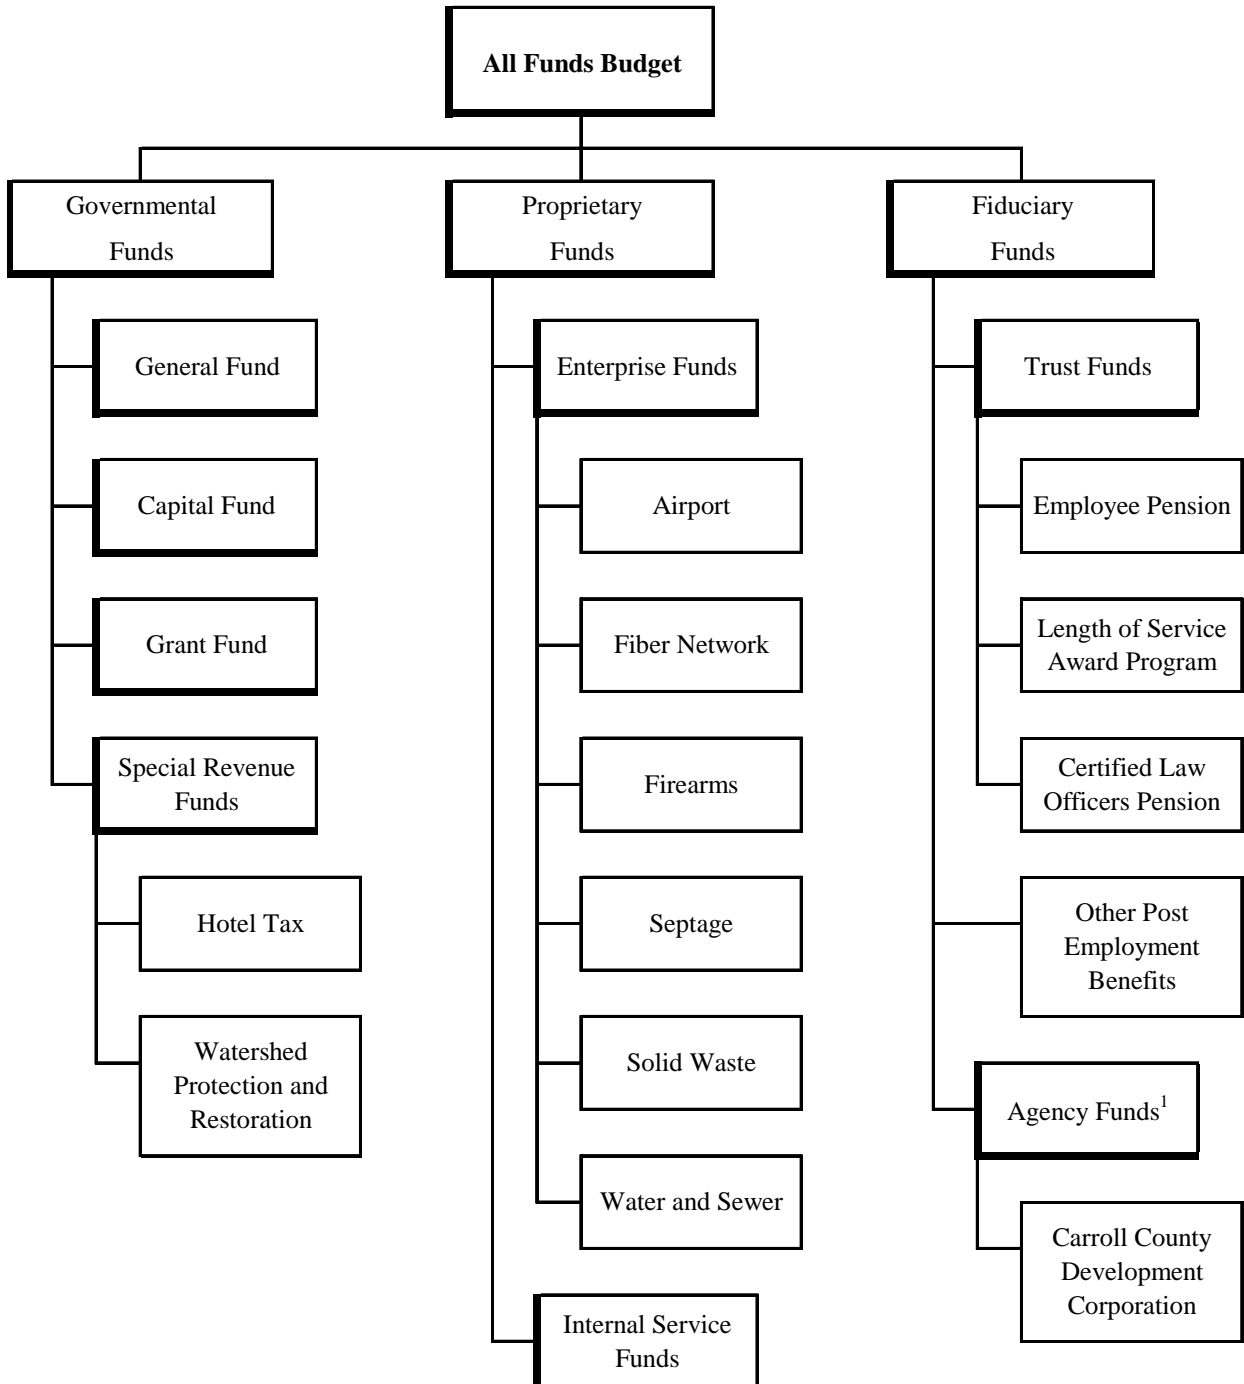 All Funds Budget
Governmental
Funds
General Fund
Capital Fund
Grant Fund
Special Revenue
Funds
Hotel Tax
Watershed
Protection and
Restoration
Proprietary
Funds
Enterprise Funds
Airport
Fiber Network
Firearms
Septage
Solid Waste
Water and Sewer
Internal Service
Funds
Fiduciary
Funds
Trust Funds
Employee Pension
Length of Service
Award Program
Certified Law
Officers Pension
Other Post
Employment
Benefits
Agency Funds¹
Carroll County
Development
Corporation